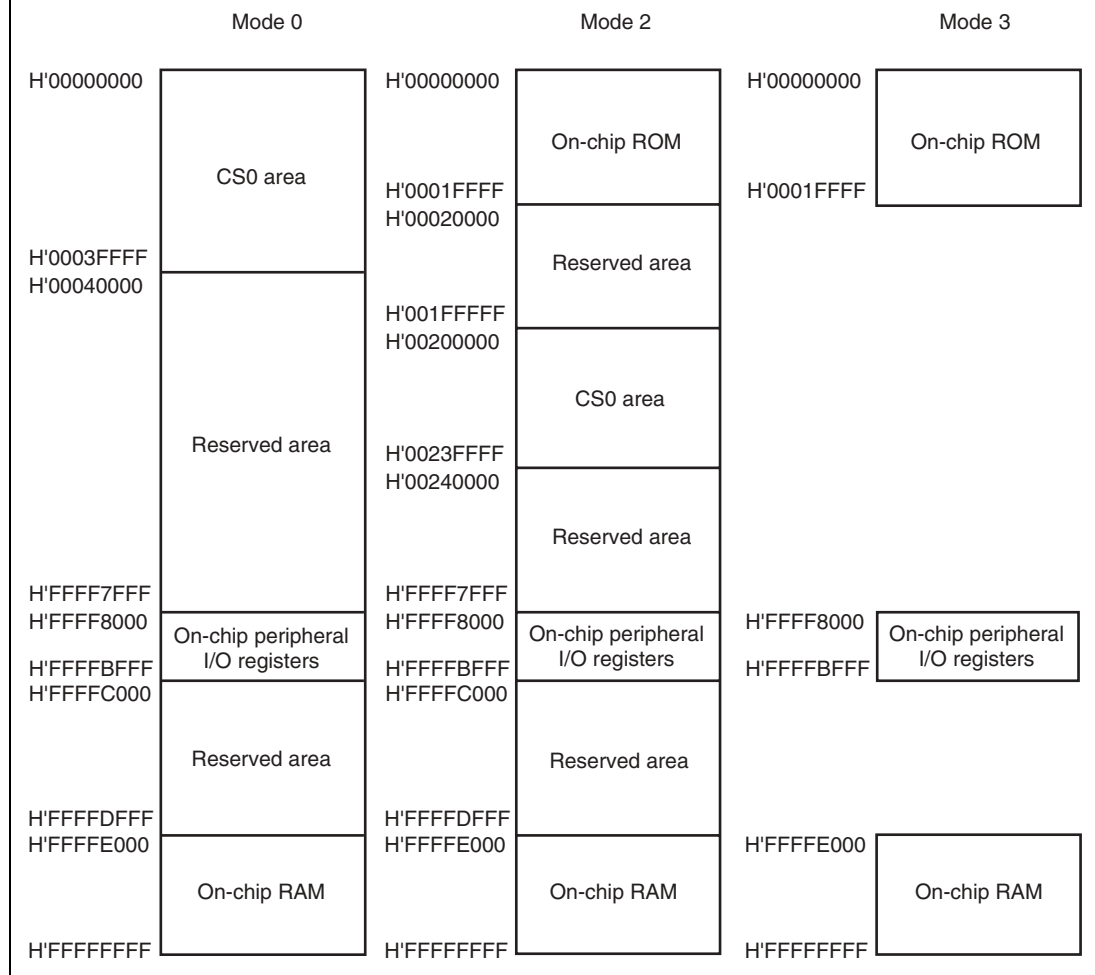 Mode 0
H'00000000
CS0 area
H'0003FFFF
H'00040000
Reserved area
H'FFFF7FFF
H'FFFF8000
On-chip peripheral
I/O registers
H'FFFFBFFF
H'FFFFC000
Reserved area
H'FFFFDFFF
H'FFFFE000
On-chip RAM
H'FFFFFFFF
Mode 2
H'00000000
On-chip ROM
H'0001FFFF
H'00020000
Reserved area
H'001FFFFF
H'00200000
CS0 area
H'0023FFFF
H'00240000
Reserved area
H'FFFF7FFF
H'FFFF8000
On-chip peripheral
I/O registers
H'FFFFBFFF
H'FFFFC000
Reserved area
H'FFFFDFFF
H'FFFFE000
On-chip RAM
H'FFFFFFFF
Mode 3
H'00000000
On-chip ROM
H'0001FFFF
H'FFFF8000
On-chip peripheral
I/O registers
H'FFFFBFFF
H'FFFFE000
On-chip RAM
H'FFFFFFFF